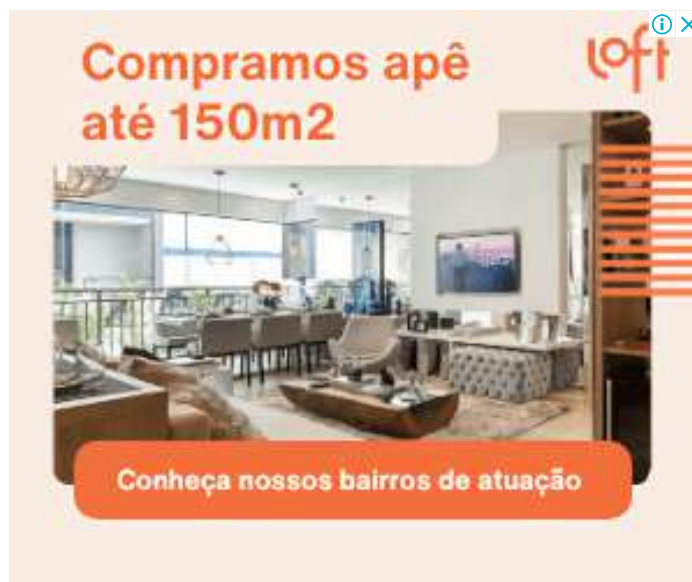 Compramos apê
até 150m2
loft
Conheça nossos bairros de atuação